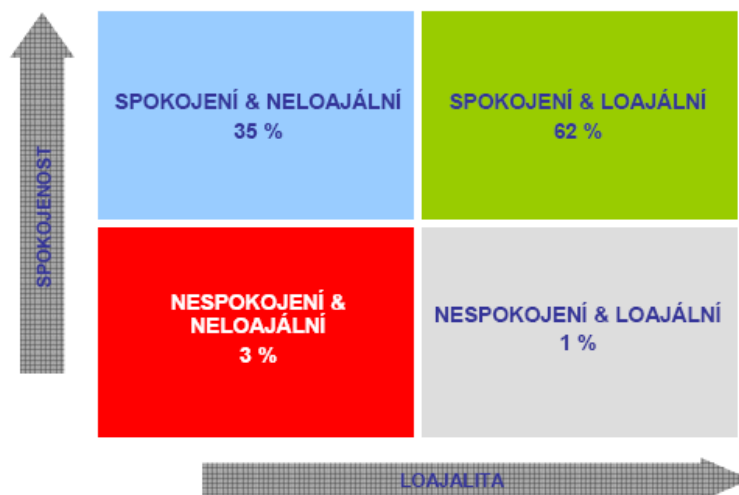 SPOKOJENOST
SPOKOJENÍ & NELOAJÁLNÍ
35 %
SPOKOJENÍ & LOAJÁLNÍ
62 %
NESPOKOJENÍ &
NELOAJÁLNÍ
3 %
NESPOKOJENÍ & LOAJÁLNÍ
1 %
LOAJALITA